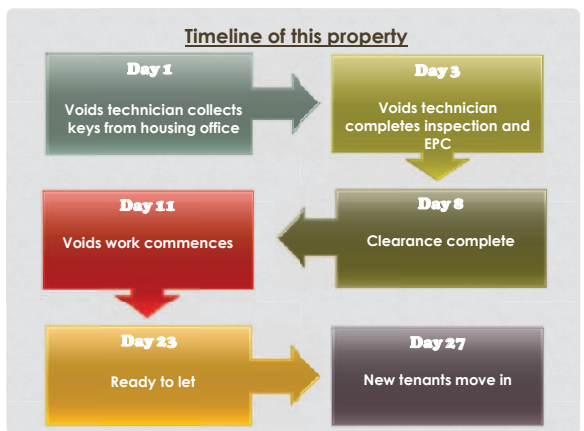 Timeline of this property
Day 1
Voids technician collects
keys from housing office
Day 3
Voids technician
completes inspection and
EPC
Day 8
Clearance complete
Day 11
Voids work commences
Day 23
Ready to let
Day 27
New tenants move in